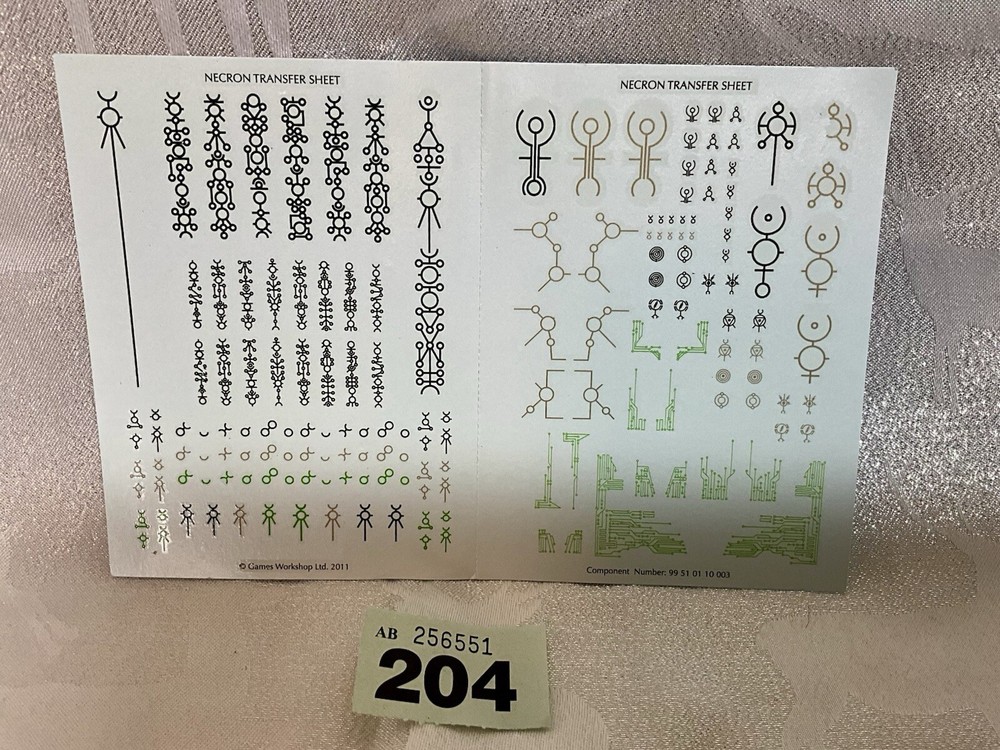 NECRON TRANSFER SHEET
© Games Workshop Ltd. 2011
NECRON TRANSFER SHEET
Component Number: 99 51 01 10 003
AB 256551
204